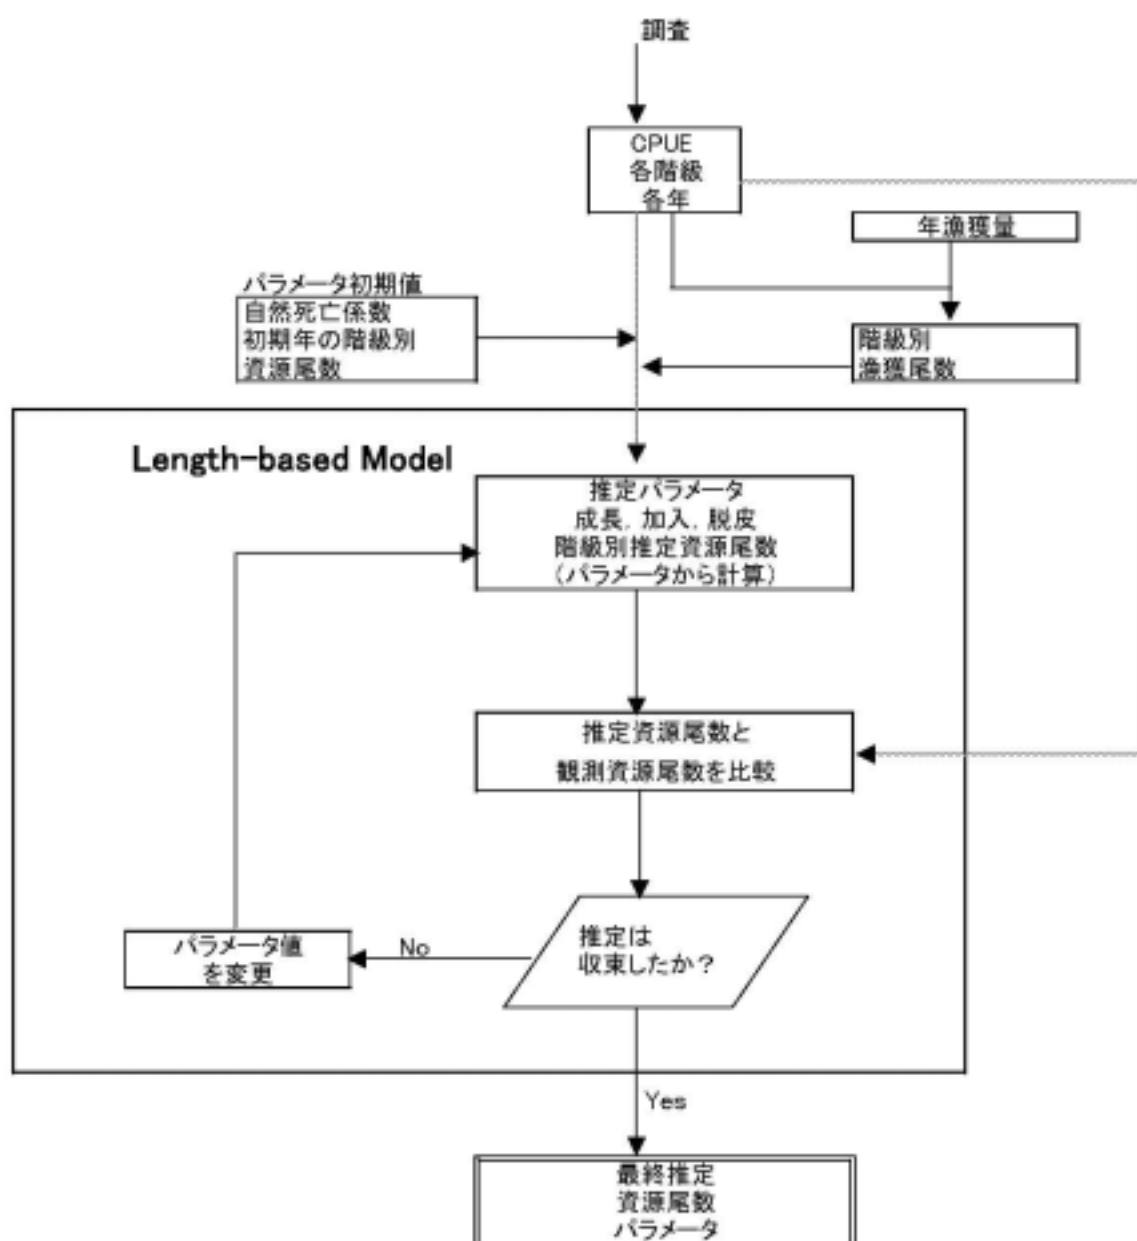 調査
CPUE
各階級
各年
年漁獲量
パラメータ初期値
自然死亡係数
初期年の階級別
資源尾数
階級別
漁獲尾数
Length-based Model
推定パラメータ
成長, 加入, 脱皮
階級別推定資源尾数
(パラメータから計算)
推定資源尾数と
観測資源尾数を比較
推定は
収束したか?
No
パラメータ値
を変更
Yes
最終推定
資源尾数
パラメータ